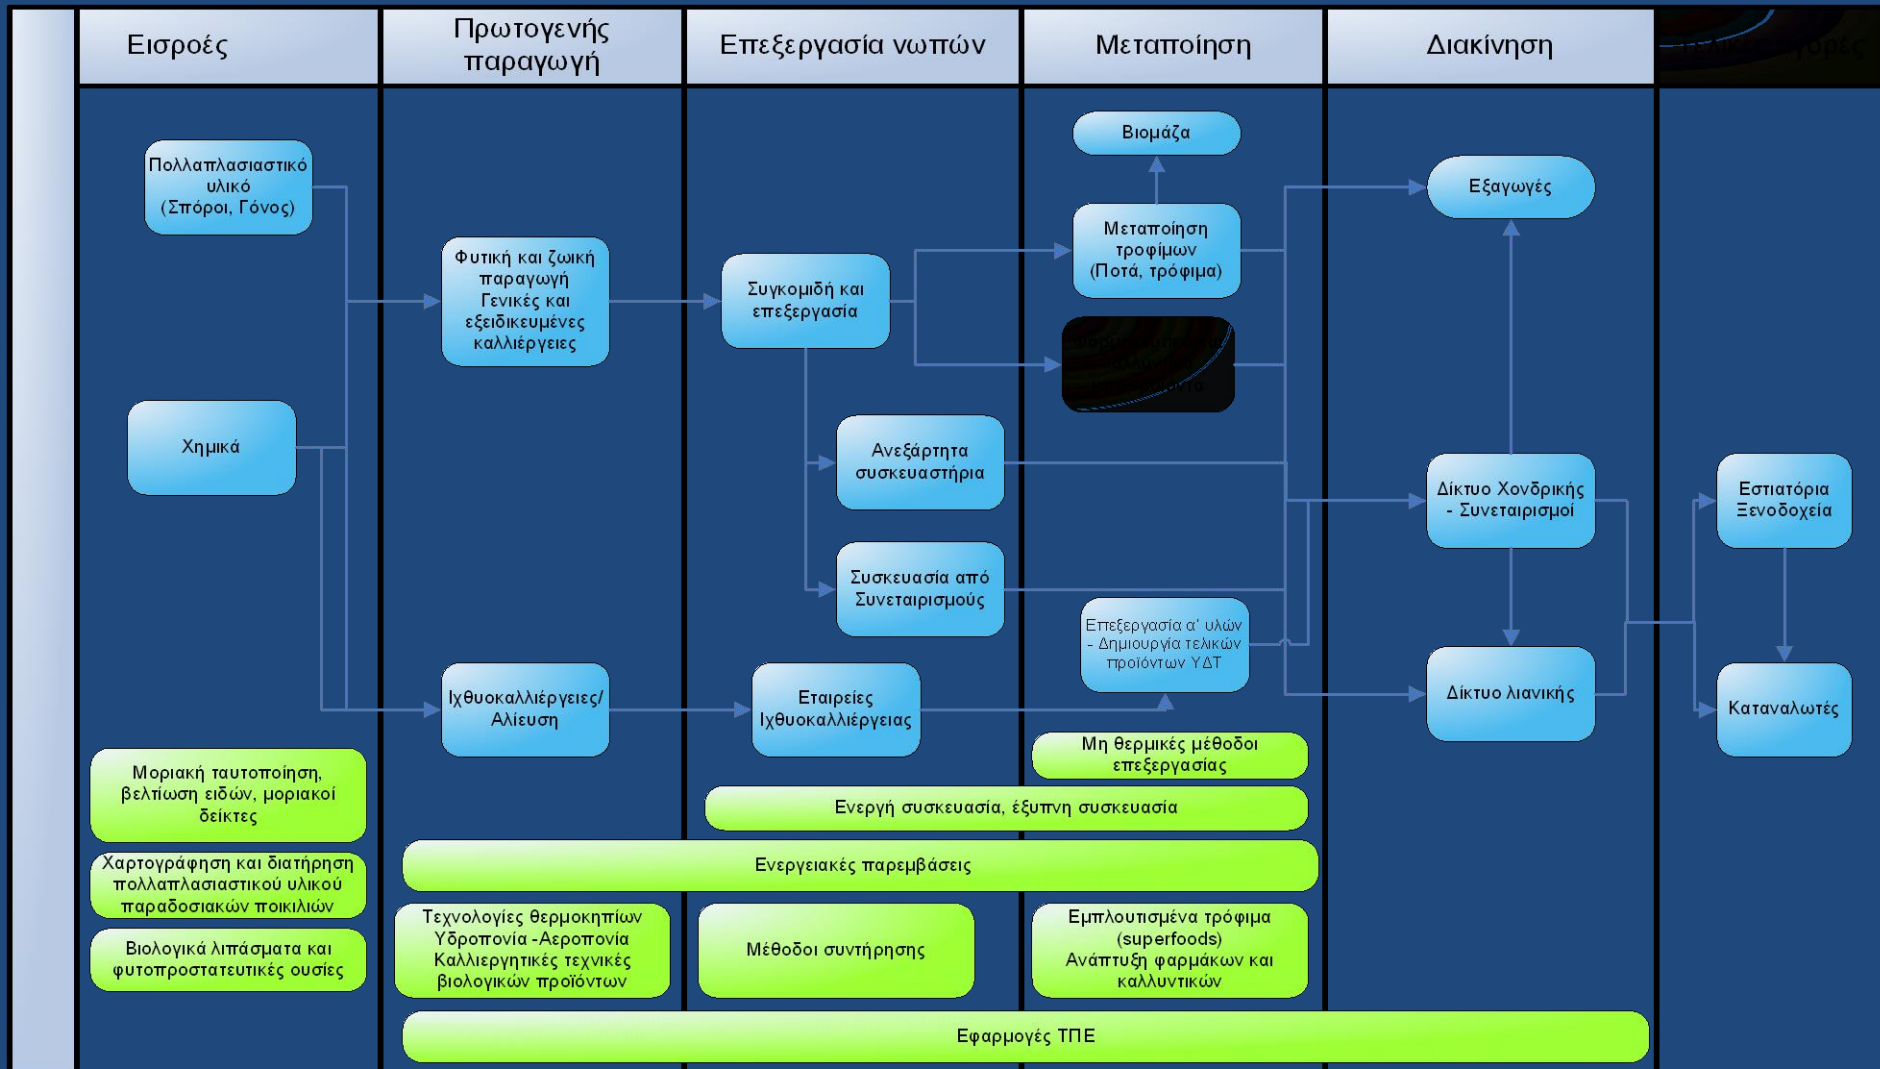 Εισροές
Πρωτογενής
παραγωγή
Επεξεργασία νωπών
Μεταποίηση
Διακίνηση
Πολλαπλασιαστικό
υλικό
(Σπόροι, Γόνος)
Χημικά
Φυτική και ζωική
παραγωγή
Γενικές και
εξειδικευμένες
καλλιέργειες
Ιχθυοκαλλιέργειες/
Αλίευση
Συγκομιδή και
επεξεργασία
Ανεξάρτητα
συσκευαστήρια
Συσκευασία από
Συνεταιρισμούς
Εταιρείες
Ιχθυοκαλλιέργειας
Βιομάζα
Μεταποίηση
τροφίμων
(Ποτά, τρόφιμα)
Επεξεργασία α' υλών
- Δημιουργία τελικών
προϊόντων ΥΔΤ
Εξαγωγές
Δίκτυο Χονδρικής
- Συνεταιρισμοί
Δίκτυο λιανικής
Εστιατόρια
Ξενοδοχεία
Καταναλωτές
Μοριακή ταυτοποίηση,
βελτίωση ειδών, μοριακοί
δείκτες
Χαρτογράφηση και διατήρηση
πολλαπλασιαστικού υλικού
παραδοσιακών ποικιλιών
Βιολογικά λιπάσματα και
φυτοπροστατευτικές ουσίες
Μη θερμικές μέθοδοι
επεξεργασίας
Ενεργή συσκευασία, έξυπνη συσκευασία
Ενεργειακές παρεμβάσεις
Τεχνολογίες θερμοκηπίων
Υδροπονία -Αεροπονία
Καλλιεργητικές τεχνικές
βιολογικών προϊόντων
Μέθοδοι συντήρησης
Εμπλουτισμένα τρόφιμα
(superfoods)
Ανάπτυξη φαρμάκων και
καλλυντικών
Εφαρμογές ΤΠΕ